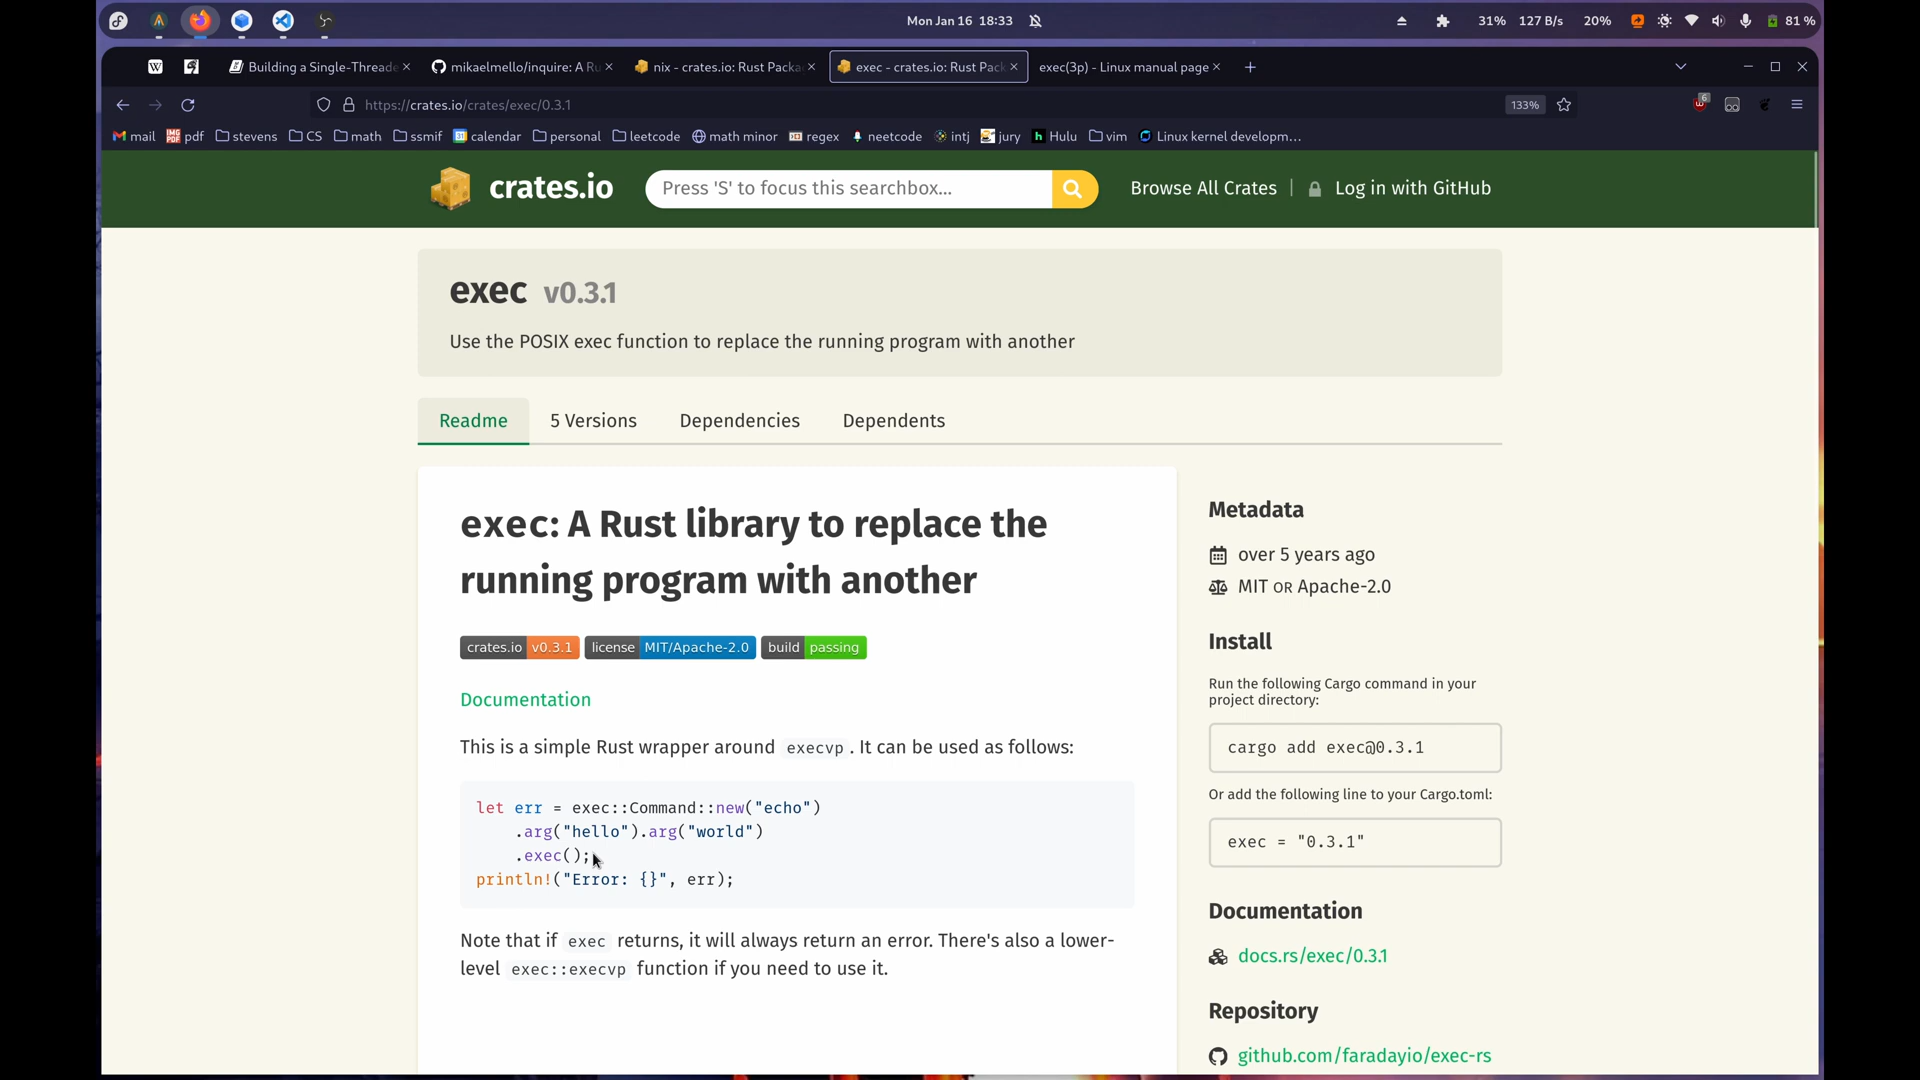 Mon Jan 16 18:33
31% 127 B/s 20% 81 %
Building a Single-Threade
mikaelmello/inquire: A Ru
nix - crates.io: Rust Packa
exec - crates.io: Rust Pack
exec(3p) - Linux manual page
https://crates.io/crates/exec/0.3.1
133%
6
mail pdf stevens CS math ssmif calendar personal leetcode math minor regex neetcode intj jury Hulu vim Linux kernel developm...
crates.io
Press 'S' to focus this searchbox...
Browse All Crates
Log in with GitHub
exec v0.3.1
Use the POSIX exec function to replace the running program with another
Readme 5 Versions Dependencies Dependents
exec: A Rust library to replace the
running program with another
crates.io v0.3.1 license MIT/Apache-2.0 build passing
Documentation
This is a simple Rust wrapper around execvp. It can be used as follows:
let err = exec::Command::new("echo")
    .arg("hello").arg("world")
    .exec();
println!("Error: {}", err);
Note that if exec returns, it will always return an error. There's also a lower-
level exec::execvp function if you need to use it.
Metadata
over 5 years ago
MIT OR Apache-2.0
Install
Run the following Cargo command in your
project directory:
cargo add exec@0.3.1
Or add the following line to your Cargo.toml:
exec = "0.3.1"
Documentation
docs.rs/exec/0.3.1
Repository
github.com/faradayio/exec-rs